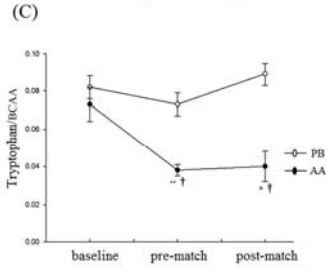 (C)
Tryptophan/BCAA
0.10
0.08
0.06
0.04
0.02
0.00
PB
AA
** †
* †
baseline pre-match post-match